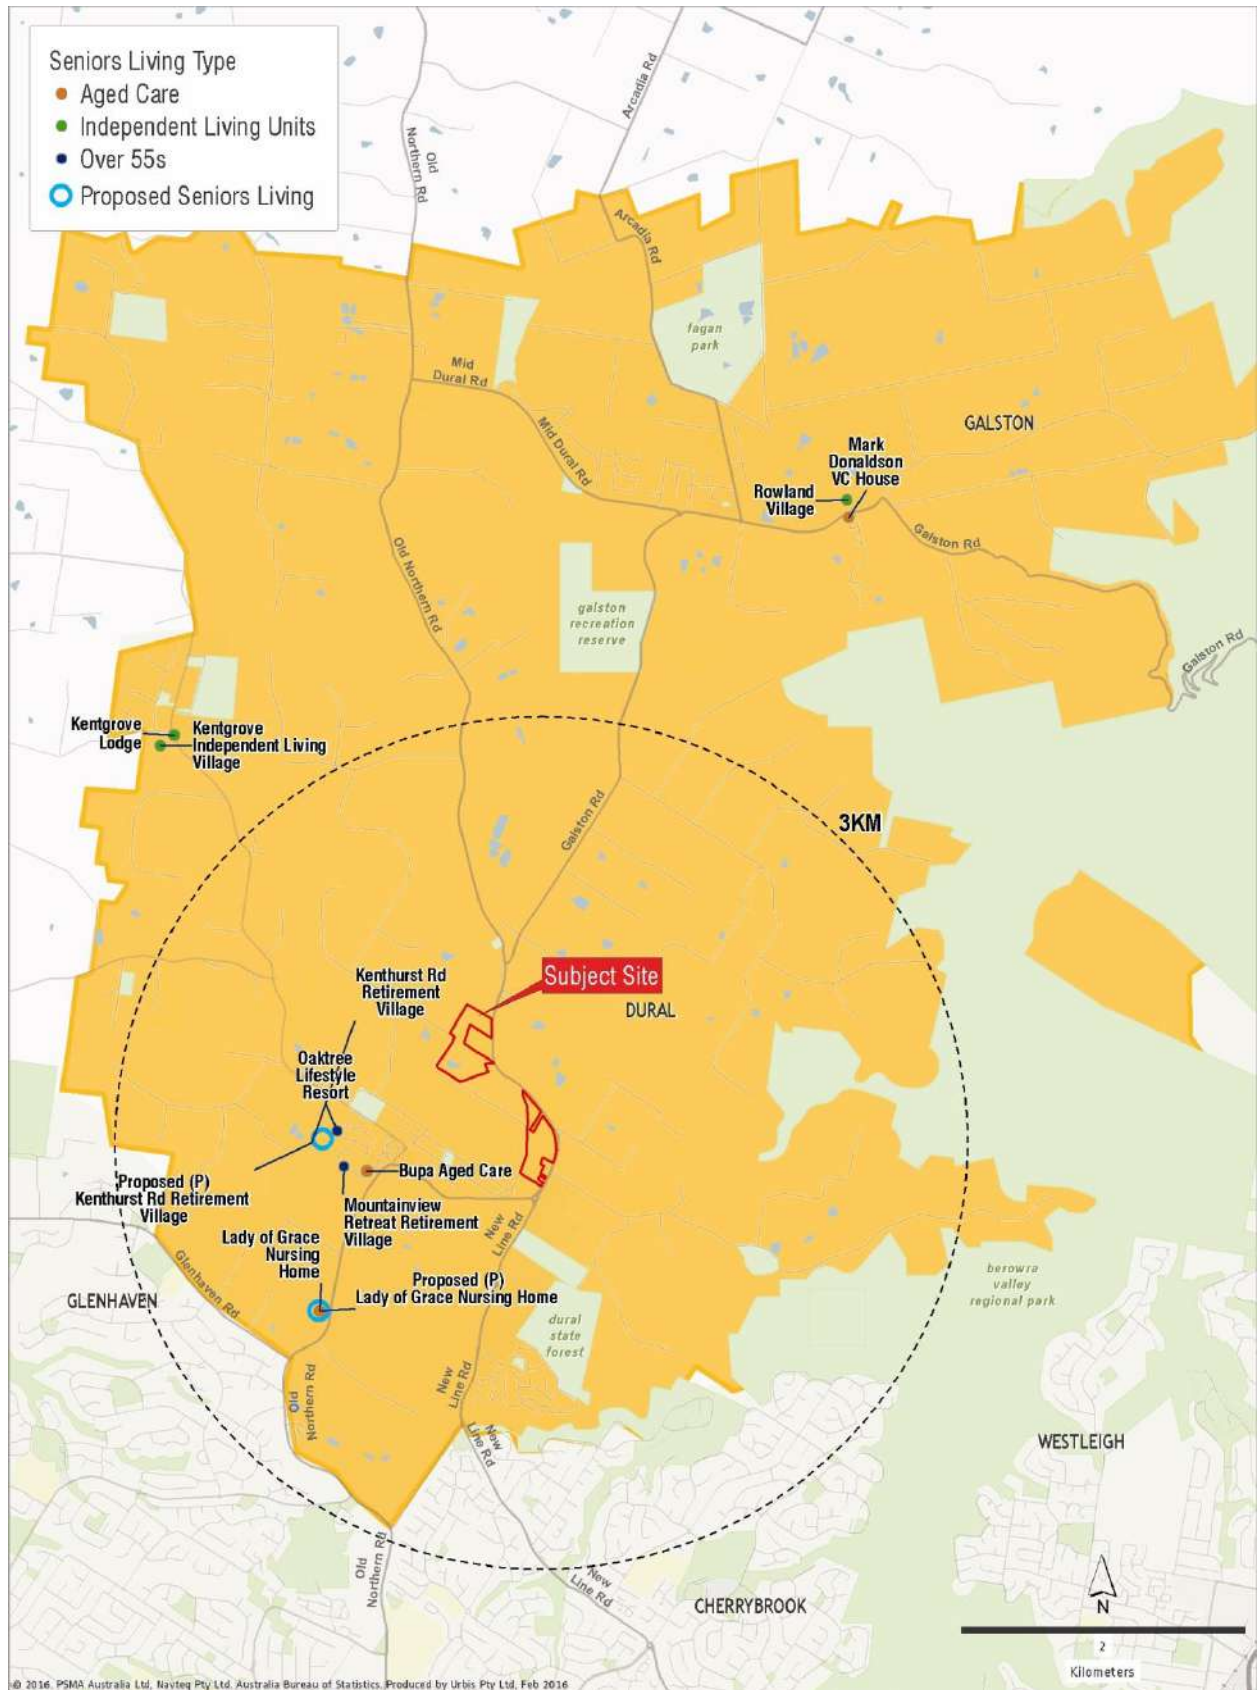 Seniors Living Type
Aged Care
Independent Living Units
Over 55s
Proposed Seniors Living
Arcadia Rd
Old
Northern Rd
Arcadia Rd
fagan
park
Mid
Dural Rd
GALSTON
Mid Dural Rd
Mark
Donaldson
VC House
Rowland
Village
Galston Rd
Old Northern Rd
galston
recreation
reserve
Galston Rd
Kentgrove
Lodge
Kentgrove
Independent Living
Village
3KM
Galston Rd
Kenthurst Rd
Retirement
Village
Subject Site
DURAL
Oaktree
Lifestyle
Resort
Bupa Aged Care
Proposed (P)
Kenthurst Rd Retirement
Village
Mountainview
Retreat Retirement
Village
New
Line Rd
Lady of Grace
Nursing
Home
Proposed (P)
Lady of Grace Nursing Home
Glenhaven Rd
GLENHAVEN
berowra
valley
regional park
dural
state
forest
New
Line Rd
Old
Northern Rd
New
Line Rd
WESTLEIGH
Old
Northern Rd
New
Line Rd
CHERRYBROOK
N
2
Kilometers
© 2016. PSMA Australia Ltd, Navteq Pty Ltd. Australia Bureau of Statistics. Produced by Urbis Pty Ltd, Feb 2016